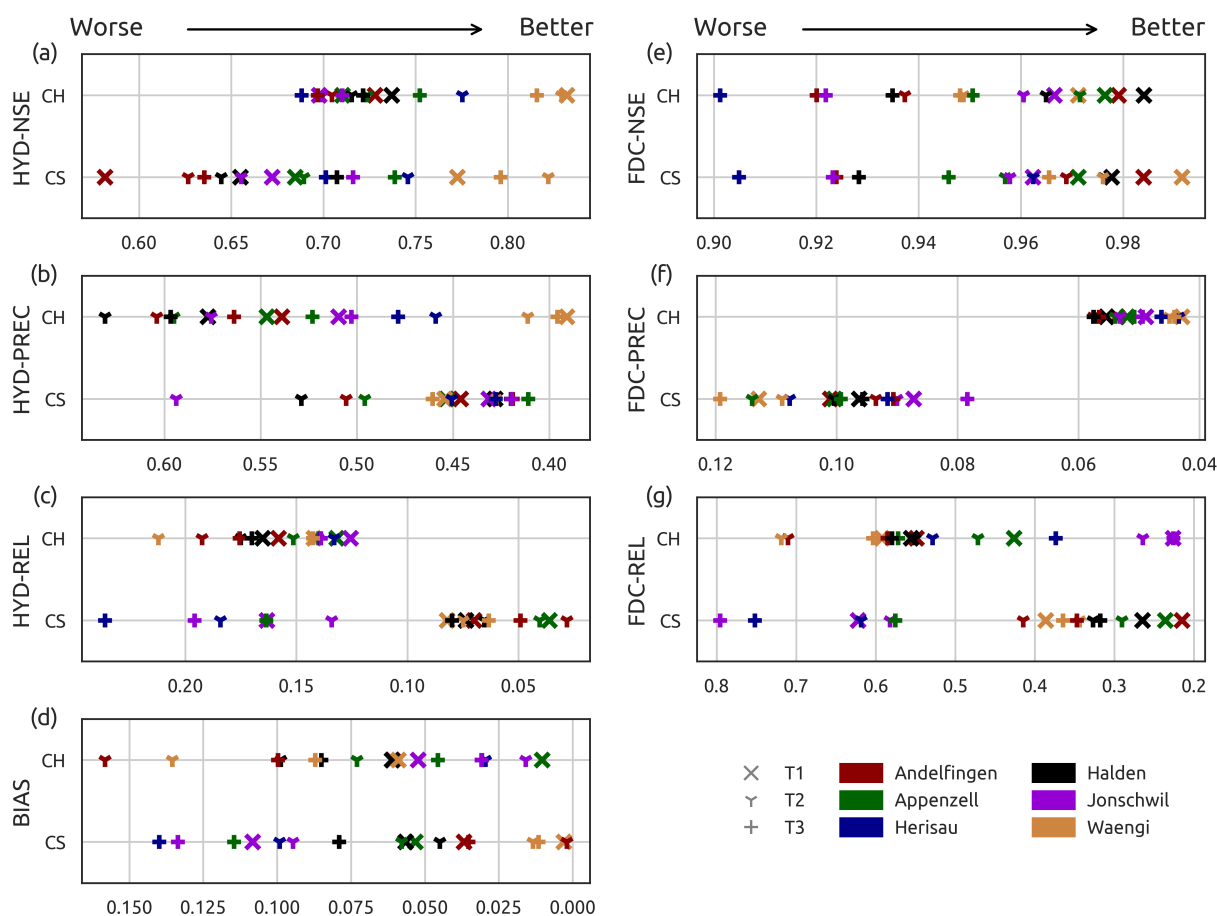 Worse Better
(a)
HYD-NSE
CH
CS
0.60 0.65 0.70 0.75 0.80
(b)
HYD-PREC
CH
CS
0.60 0.55 0.50 0.45 0.40
(c)
HYD-REL
CH
CS
0.20 0.15 0.10 0.05
(d)
BIAS
CH
CS
0.150 0.125 0.100 0.075 0.050 0.025 0.000
Worse Better
(e)
FDC-NSE
CH
CS
0.90 0.92 0.94 0.96 0.98
(f)
FDC-PREC
CH
CS
0.12 0.10 0.08 0.06 0.04
(g)
FDC-REL
CH
CS
0.8 0.7 0.6 0.5 0.4 0.3 0.2
T1 Andelfingen Halden
T2 Appenzell Jonschwil
T3 Herisau Waengi